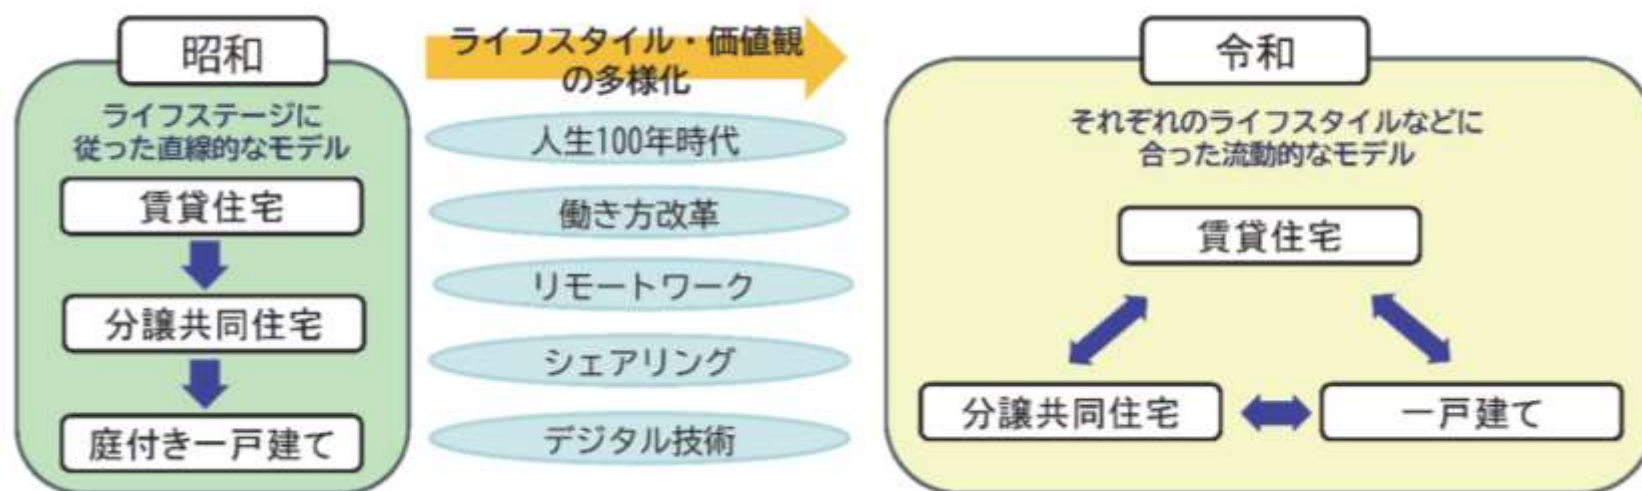 昭和
ライフステージに
従った直線的なモデル
賃貸住宅
分譲共同住宅
庭付き一戸建て
ライフスタイル・価値観
の多様化
人生100年時代
働き方改革
リモートワーク
シェアリング
デジタル技術
令和
それぞれのライフスタイルなどに
合った流動的なモデル
賃貸住宅
分譲共同住宅
一戸建て